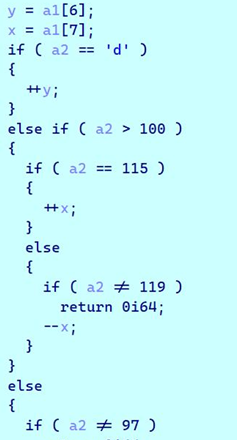 y = a1[6];
x = a1[7];
if ( a2 == 'd' )
{
++y;
}
else if ( a2 > 100 )
{
if ( a2 == 115 )
{
++x;
}
else
{
if ( a2 ≠ 119 )
return 0i64;
--x;
}
}
else
{
if ( a2 ≠ 97 )